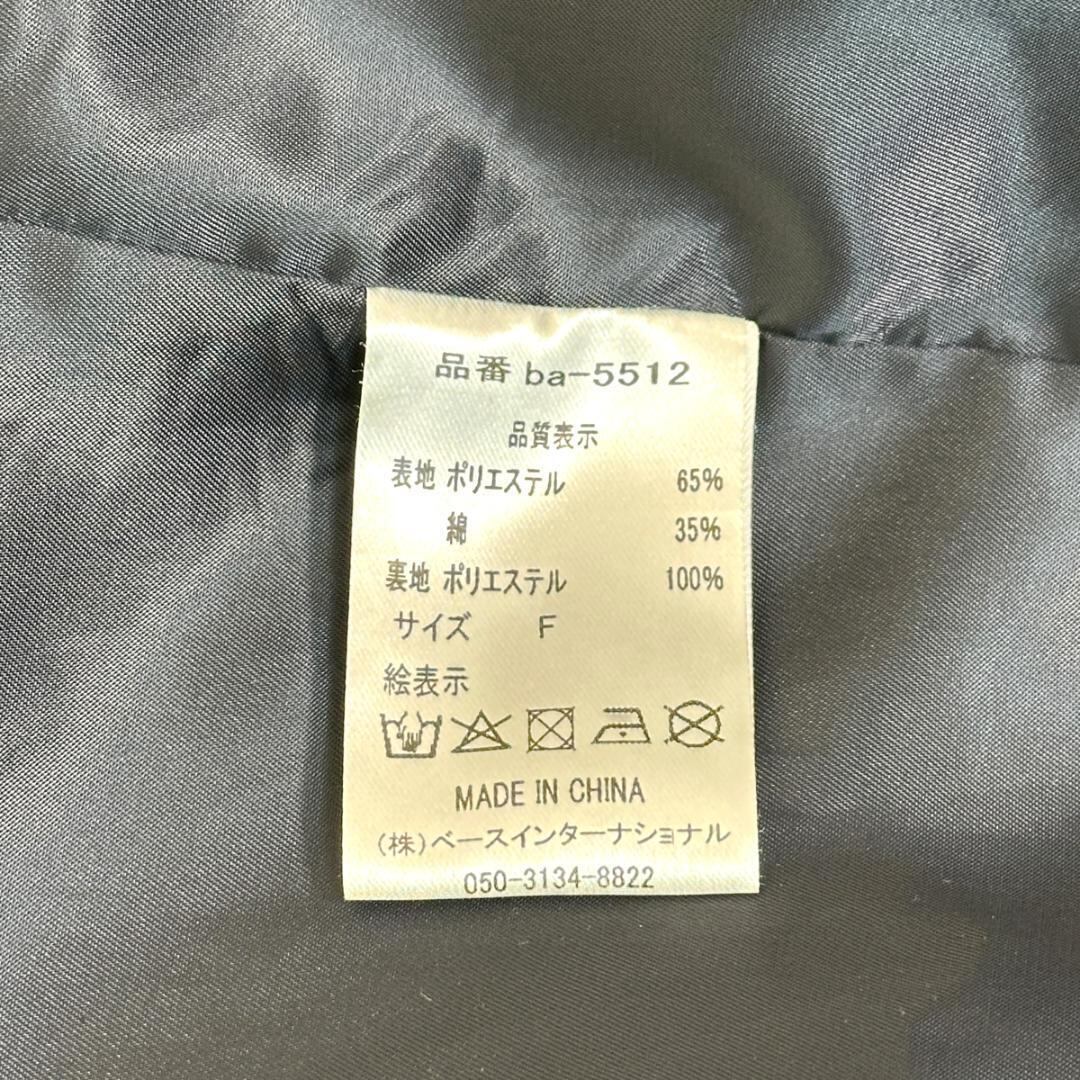 品番 ba-5512
品質表示
表地 ポリエステル 65%
綿 35%
裏地 ポリエステル 100%
サイズ F
絵表示
MADE IN CHINA
(株)ベースインターナショナル
050-3134-8822